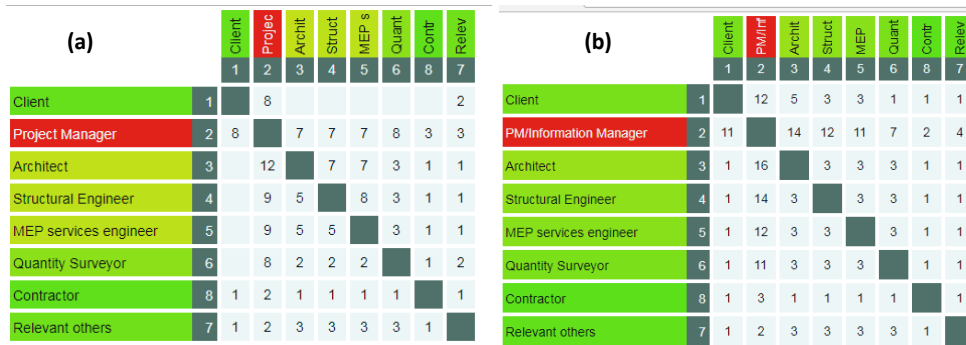 (a)
Client Projec Archit Struct MEP s Quant Contr Relev
1 2 3 4 5 6 8 7
Client 1 8 2
Project Manager 2 8 7 7 7 8 3 3
Architect 3 12 7 7 3 1 1
Structural Engineer 4 9 5 8 3 1 1
MEP services engineer 5 9 5 5 3 1 1
Quantity Surveyor 6 8 2 2 2 1 2
Contractor 8 1 2 1 1 1 1 1
Relevant others 7 1 2 3 3 3 3 1
(b)
Client PM/Inf Archit Struct MEP Quant Contr Relev
1 2 3 4 5 6 8 7
Client 1 12 5 3 3 1 1 1
PM/Information Manager 2 11 14 12 11 7 2 4
Architect 3 1 16 3 3 3 1 1
Structural Engineer 4 1 14 3 3 3 1 1
MEP services engineer 5 1 12 3 3 3 1 1
Quantity Surveyor 6 1 11 3 3 3 1 1
Contractor 8 1 3 1 1 1 1 1
Relevant others 7 1 2 3 3 3 3 1